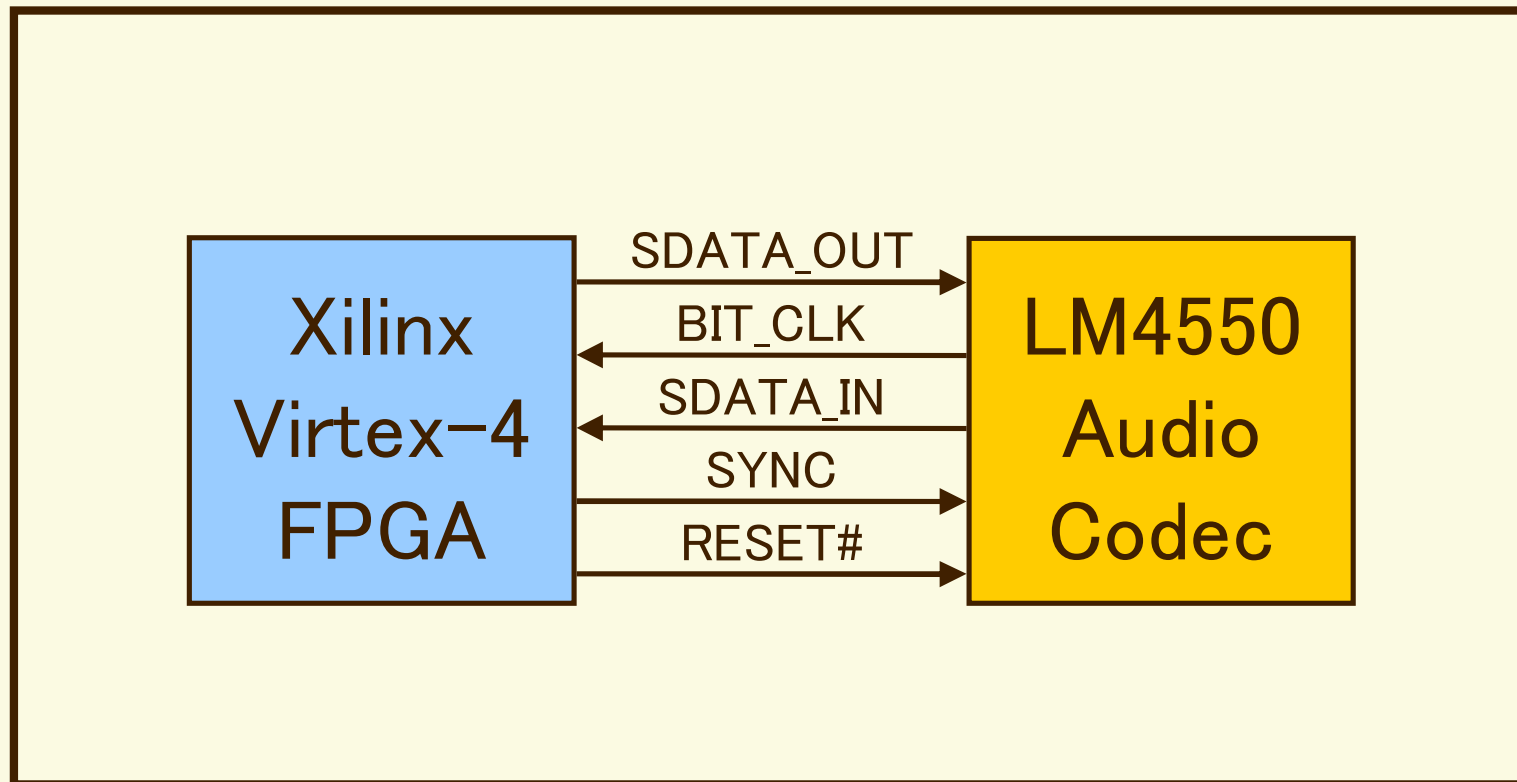 Xilinx
Virtex-4
FPGA
SDATA_OUT
BIT_CLK
SDATA_IN
SYNC
RESET#
LM4550
Audio
Codec